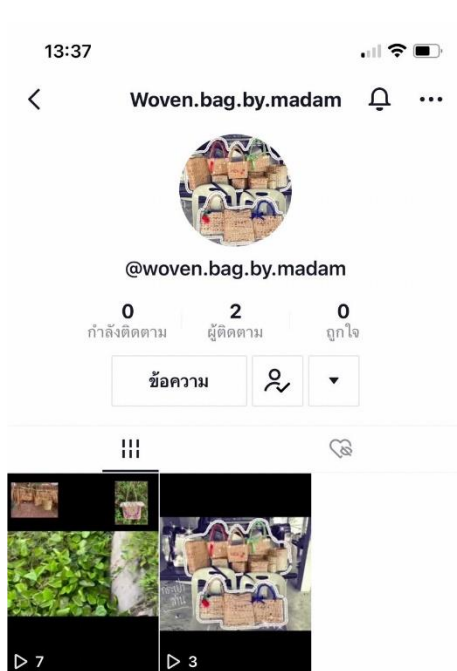 13:37
Woven.bag.by.madam
@woven.bag.by.madam
0 2 0
กำลังติดตาม ผู้ติดตาม ถูกใจ
ข้อความ
7 3